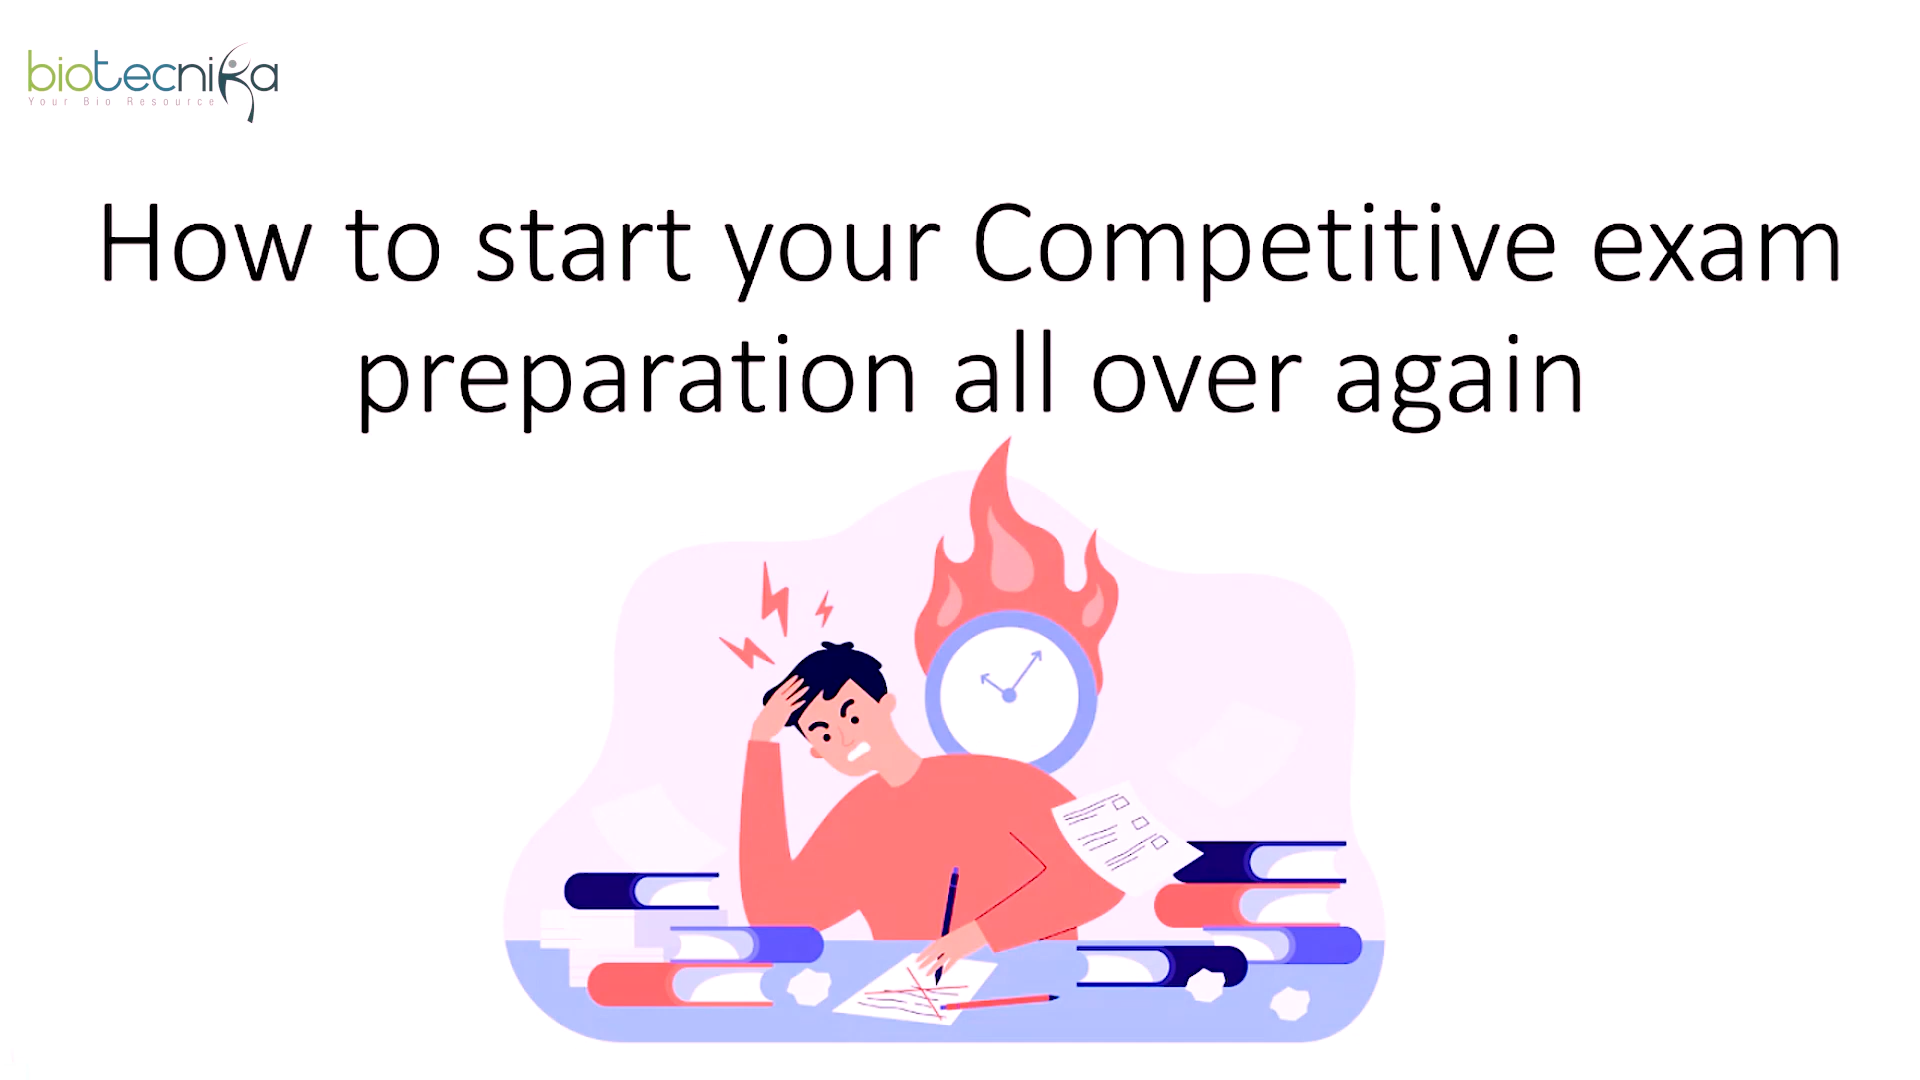 biotecnika
Your Bio Resource
How to start your Competitive exam
preparation all over again